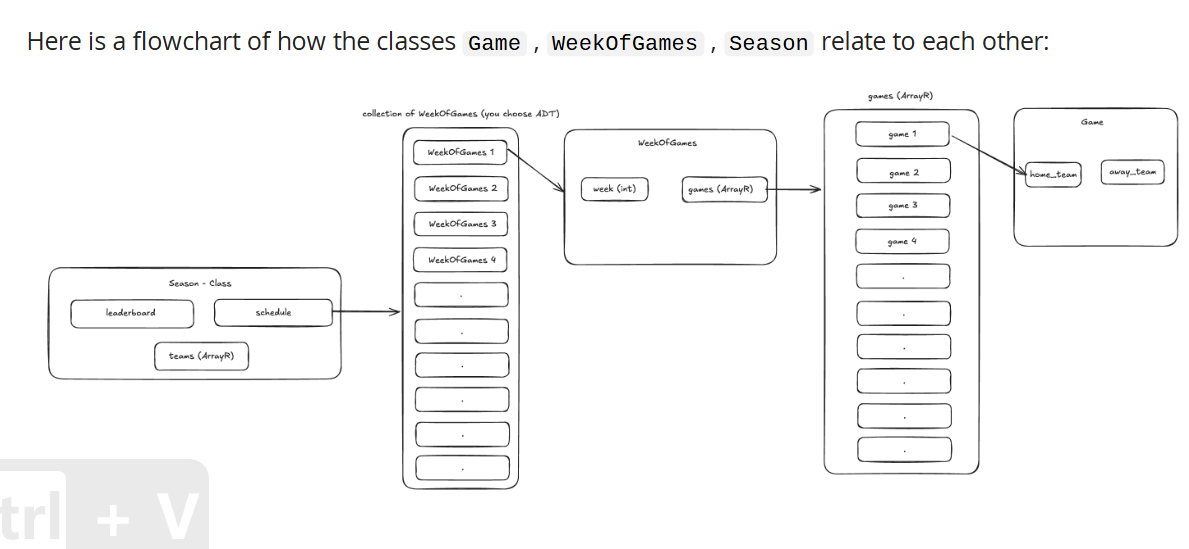 Here is a flowchart of how the classes Game , WeekOfGames , Season relate to each other:
collection of WeekOfGames (you choose ADT)
WeekOfGames 1
WeekOfGames 2
WeekOfGames 3
WeekOfGames 4
.
.
.
.
.
.
Season - Class
leaderboard
schedule
teams (ArrayR)
WeekOfGames
week (int)
games (ArrayR)
games (ArrayR)
game 1
game 2
game 3
game 4
.
.
.
.
.
.
Game
home_team
away_team
trl + V